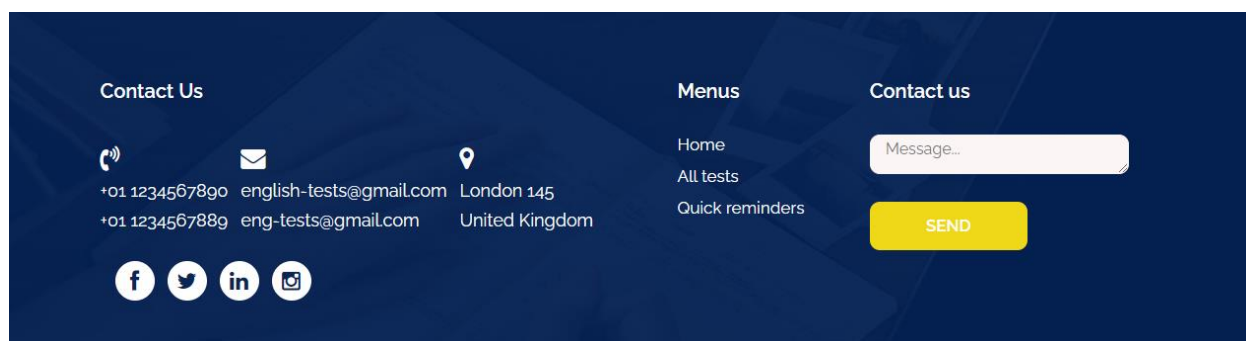 Contact Us
+01 1234567890
+01 1234567889
english-tests@gmail.com
eng-tests@gmail.com
London 145
United Kingdom
Menus
Home
All tests
Quick reminders
Contact us
Message...
SEND